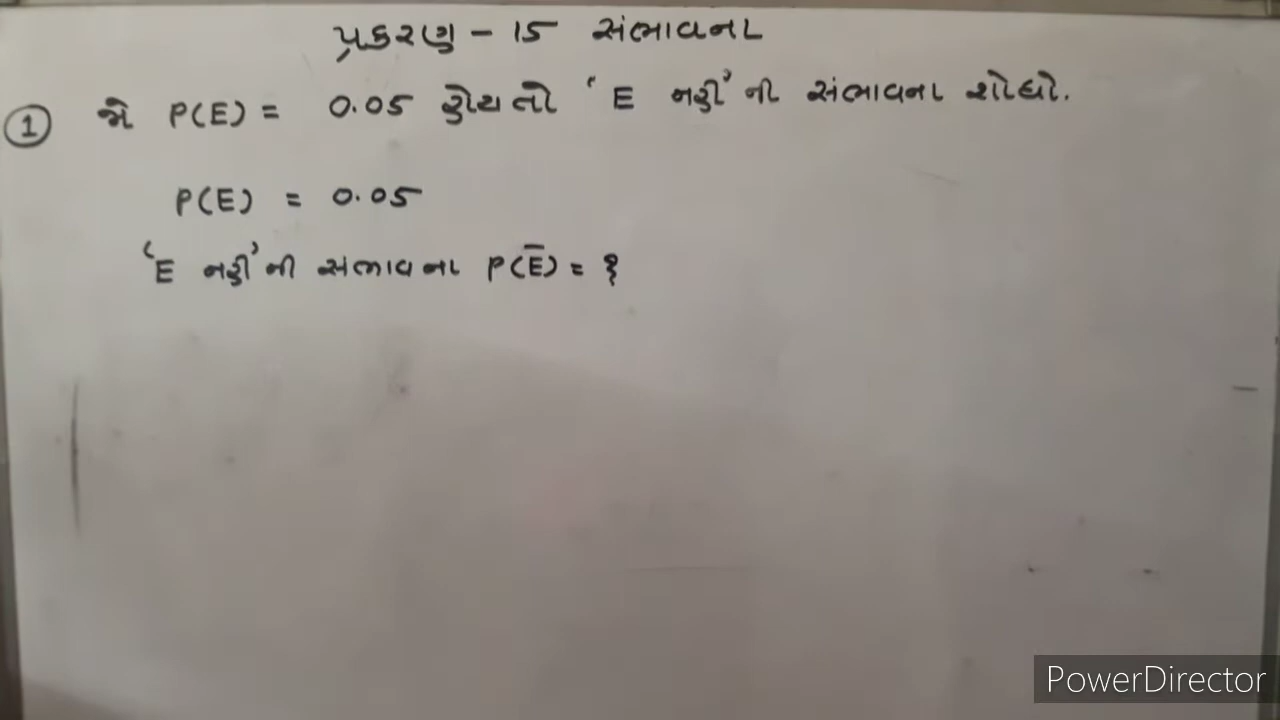 પ્રકરણ - 15 સંભાવના
① જો P(E) = 0.05 હોય તો 'E નહીં' ની સંભાવના શોધો.
P(E) = 0.05
'E નહીં' ની સંભાવના P(Ē) = ?
PowerDirector